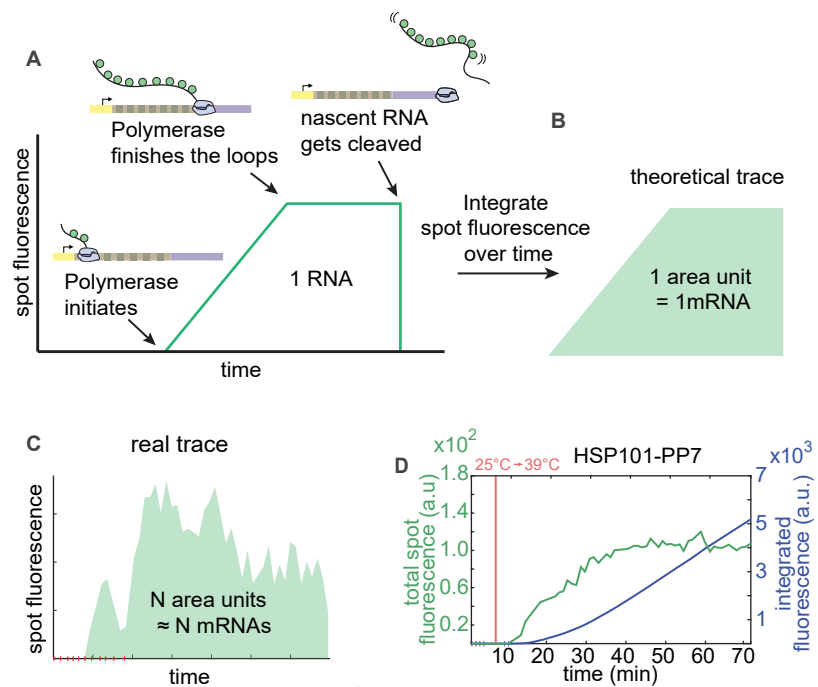 A
Polymerase
finishes the loops
nascent RNA
gets cleaved
B
spot fluorescence
Polymerase
initiates
1 RNA
time
Integrate
spot fluorescence
over time
theoretical trace
1 area unit
= 1mRNA
C
real trace
spot fluorescence
N area units
≈ N mRNAs
time
D
x10²
25°C→39°C
HSP101-PP7
x10³
total spot
fluorescence (a.u)
1.8
1.4
1.0
0.6
0.2
7
5
3
1
integrated
fluorescence (a.u.)
10 20 30 40 50 60 70
time (min)